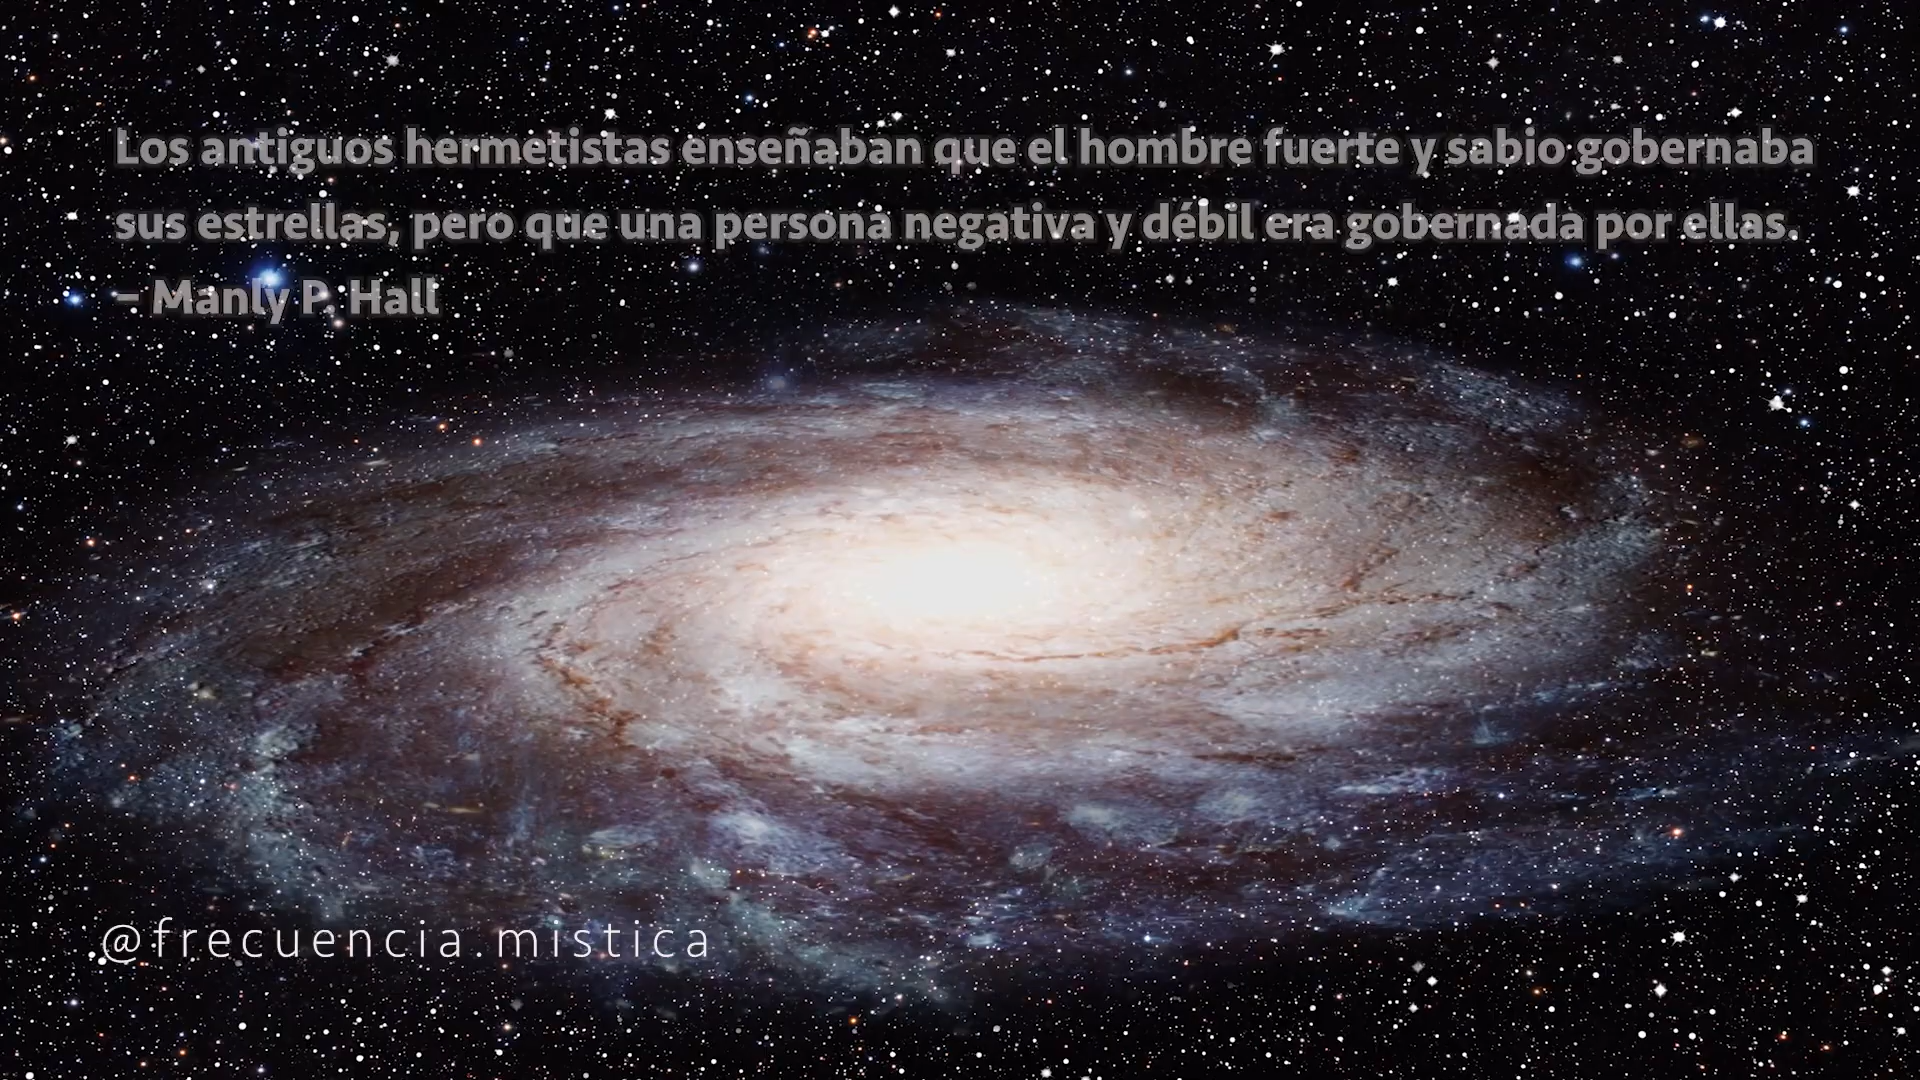 Los antiguos hermetistas enseñaban que el hombre fuerte y sabio gobernaba
sus estrellas, pero que una persona negativa y débil era gobernada por ellas.
– Manly P. Hall
@frecuencia.mistica